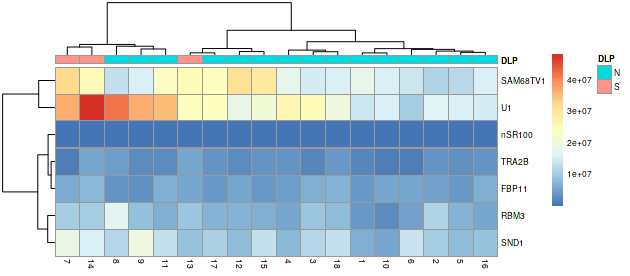 DLP
DLP
N
S
SAM68TV1
U1
nSR100
TRA2B
FBP11
RBM3
SND1
4e+07
3e+07
2e+07
1e+07
7 14 8 9 11 13 17 12 15 4 3 18 1 10 6 2 5 16